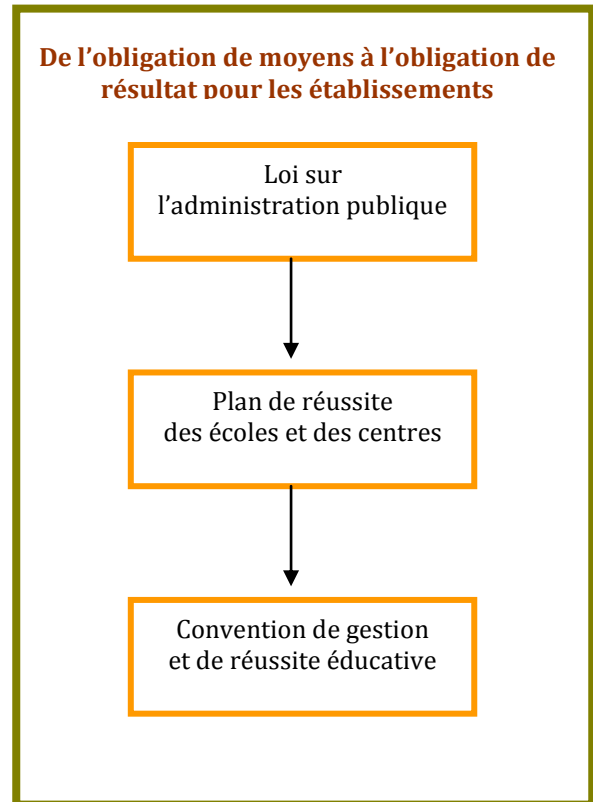 De l’obligation de moyens à l’obligation de
résultat pour les établissements
Loi sur
l’administration publique
Plan de réussite
des écoles et des centres
Convention de gestion
et de réussite éducative